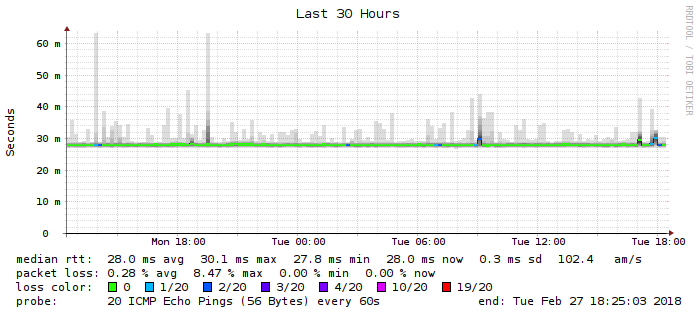 Last 30 Hours
RRDTOOL / TOBI OETIKER
Seconds
60 m
50 m
40 m
30 m
20 m
10 m
0
Mon 18:00 Tue 00:00 Tue 06:00 Tue 12:00 Tue 18:00
median rtt: 28.0 ms avg 30.1 ms max 27.8 ms min 28.0 ms now 0.3 ms sd 102.4 am/s
packet loss: 0.28 % avg 8.47 % max 0.00 % min 0.00 % now
loss color: 0 1/20 2/20 3/20 4/20 10/20 19/20
probe: 20 ICMP Echo Pings (56 Bytes) every 60s end: Tue Feb 27 18:25:03 2018